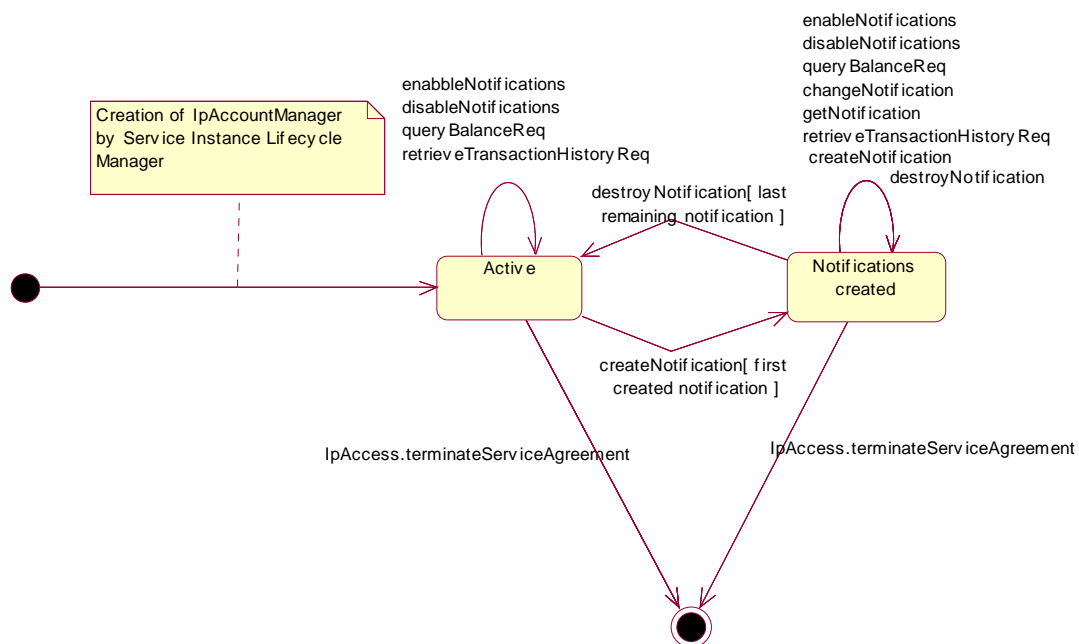 enableNotifications
disableNotifications
queryBalanceReq
changeNotification
getNotification
retrieveTransactionHistoryReq
createNotification
destroyNotification
enabbleNotifications
disableNotifications
queryBalanceReq
retrieveTransactionHistoryReq
Creation of IpAccountManager
by Service Instance Lifecycle
Manager
destroyNotification[ last
remaining notification ]
Active
Notifications
created
createNotification[ first
created notification ]
IpAccess.terminateServiceAgreement
IpAccess.terminateServiceAgreement